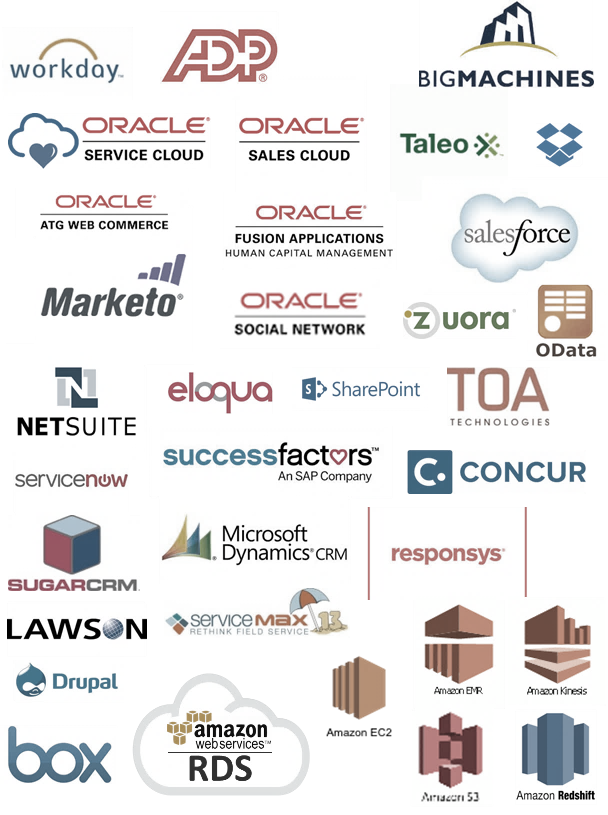 workday™
ADP®
BIGMACHINES
ORACLE®
SERVICE CLOUD
ORACLE®
SALES CLOUD
Taleo
ORACLE®
ATG WEB COMMERCE
ORACLE®
FUSION APPLICATIONS
HUMAN CAPITAL MANAGEMENT
salesforce
Marketo®
ORACLE®
SOCIAL NETWORK
zuora®
OData
NETSUITE
eloqua
S SharePoint
TOA
TECHNOLOGIES
servicenow
successfactors™
An SAP Company
C. CONCUR
SUGARCRM
Microsoft
Dynamics® CRM
responsys®
LAWSON
serviceMAX 13
RETHINK FIELD SERVICE
Amazon EMR
Amazon Kinesis
Drupal
Amazon EC2
box
amazon
web services™
RDS
Amazon S3
Amazon Redshift